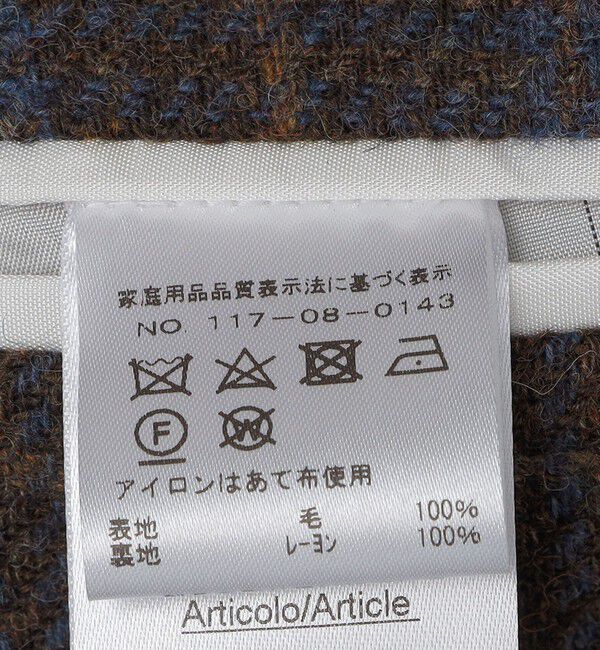 家庭用品品質表示法に基づく表示
NO. 117-08-0143
F W
アイロンはあて布使用
表地 毛 100%
裏地 レーヨン 100%
Articolo/Article